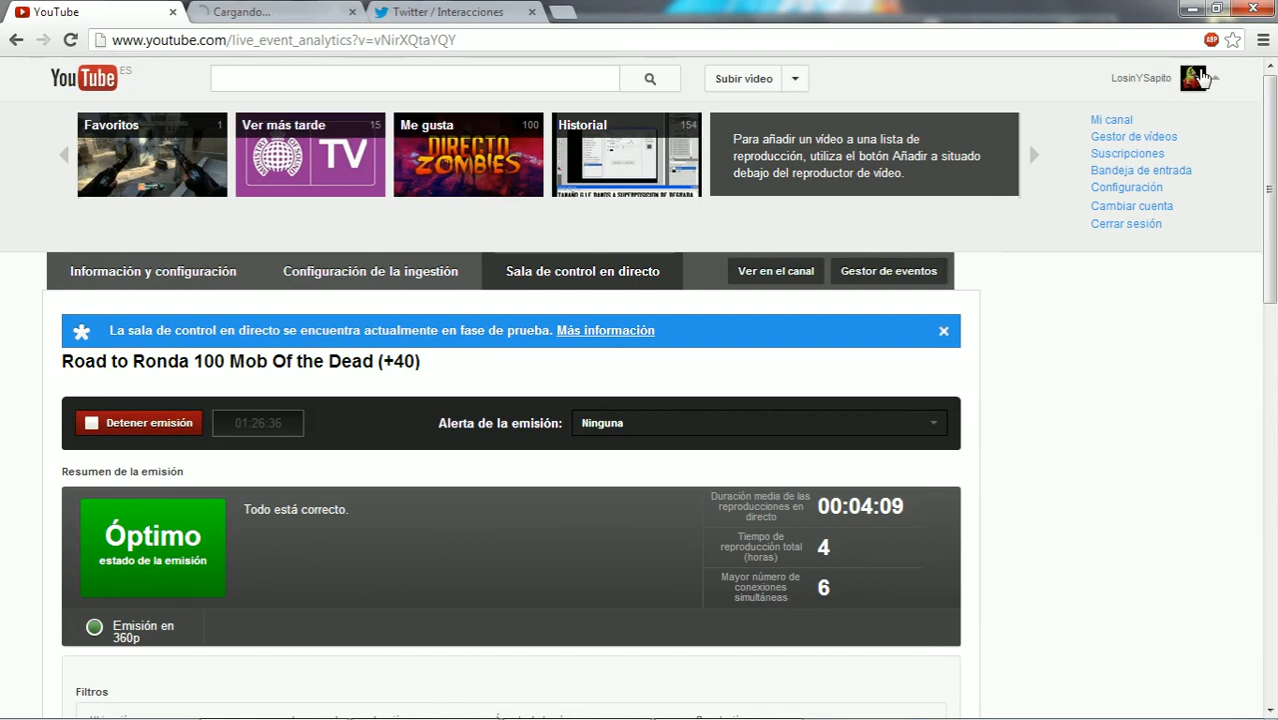 YouTube
Cargando...
Twitter / Interacciones
www.youtube.com/live_event_analytics?v=vNirXQtaYQY
ABP
YouTube ES
Subir vídeo
LosinYSapito
Favoritos 1
Ver más tarde 15
Me gusta 100
Historial 154
TV
DIRECTO
ZOMBIES
Para añadir un vídeo a una lista de
reproducción, utiliza el botón Añadir a situado
debajo del reproductor de vídeo.
Mi canal
Gestor de vídeos
Suscripciones
Bandeja de entrada
Configuración
Cambiar cuenta
Cerrar sesión
Información y configuración
Configuración de la ingestión
Sala de control en directo
Ver en el canal
Gestor de eventos
La sala de control en directo se encuentra actualmente en fase de prueba. Más información
Road to Ronda 100 Mob Of the Dead (+40)
Detener emisión
01:26:36
Alerta de la emisión:
Ninguna
Resumen de la emisión
Óptimo
estado de la emisión
Todo está correcto.
Duración media de las
reproducciones en
directo
00:04:09
Tiempo de
reproducción total
(horas)
4
Mayor número de
conexiones
simultáneas
6
Emisión en
360p
Filtros